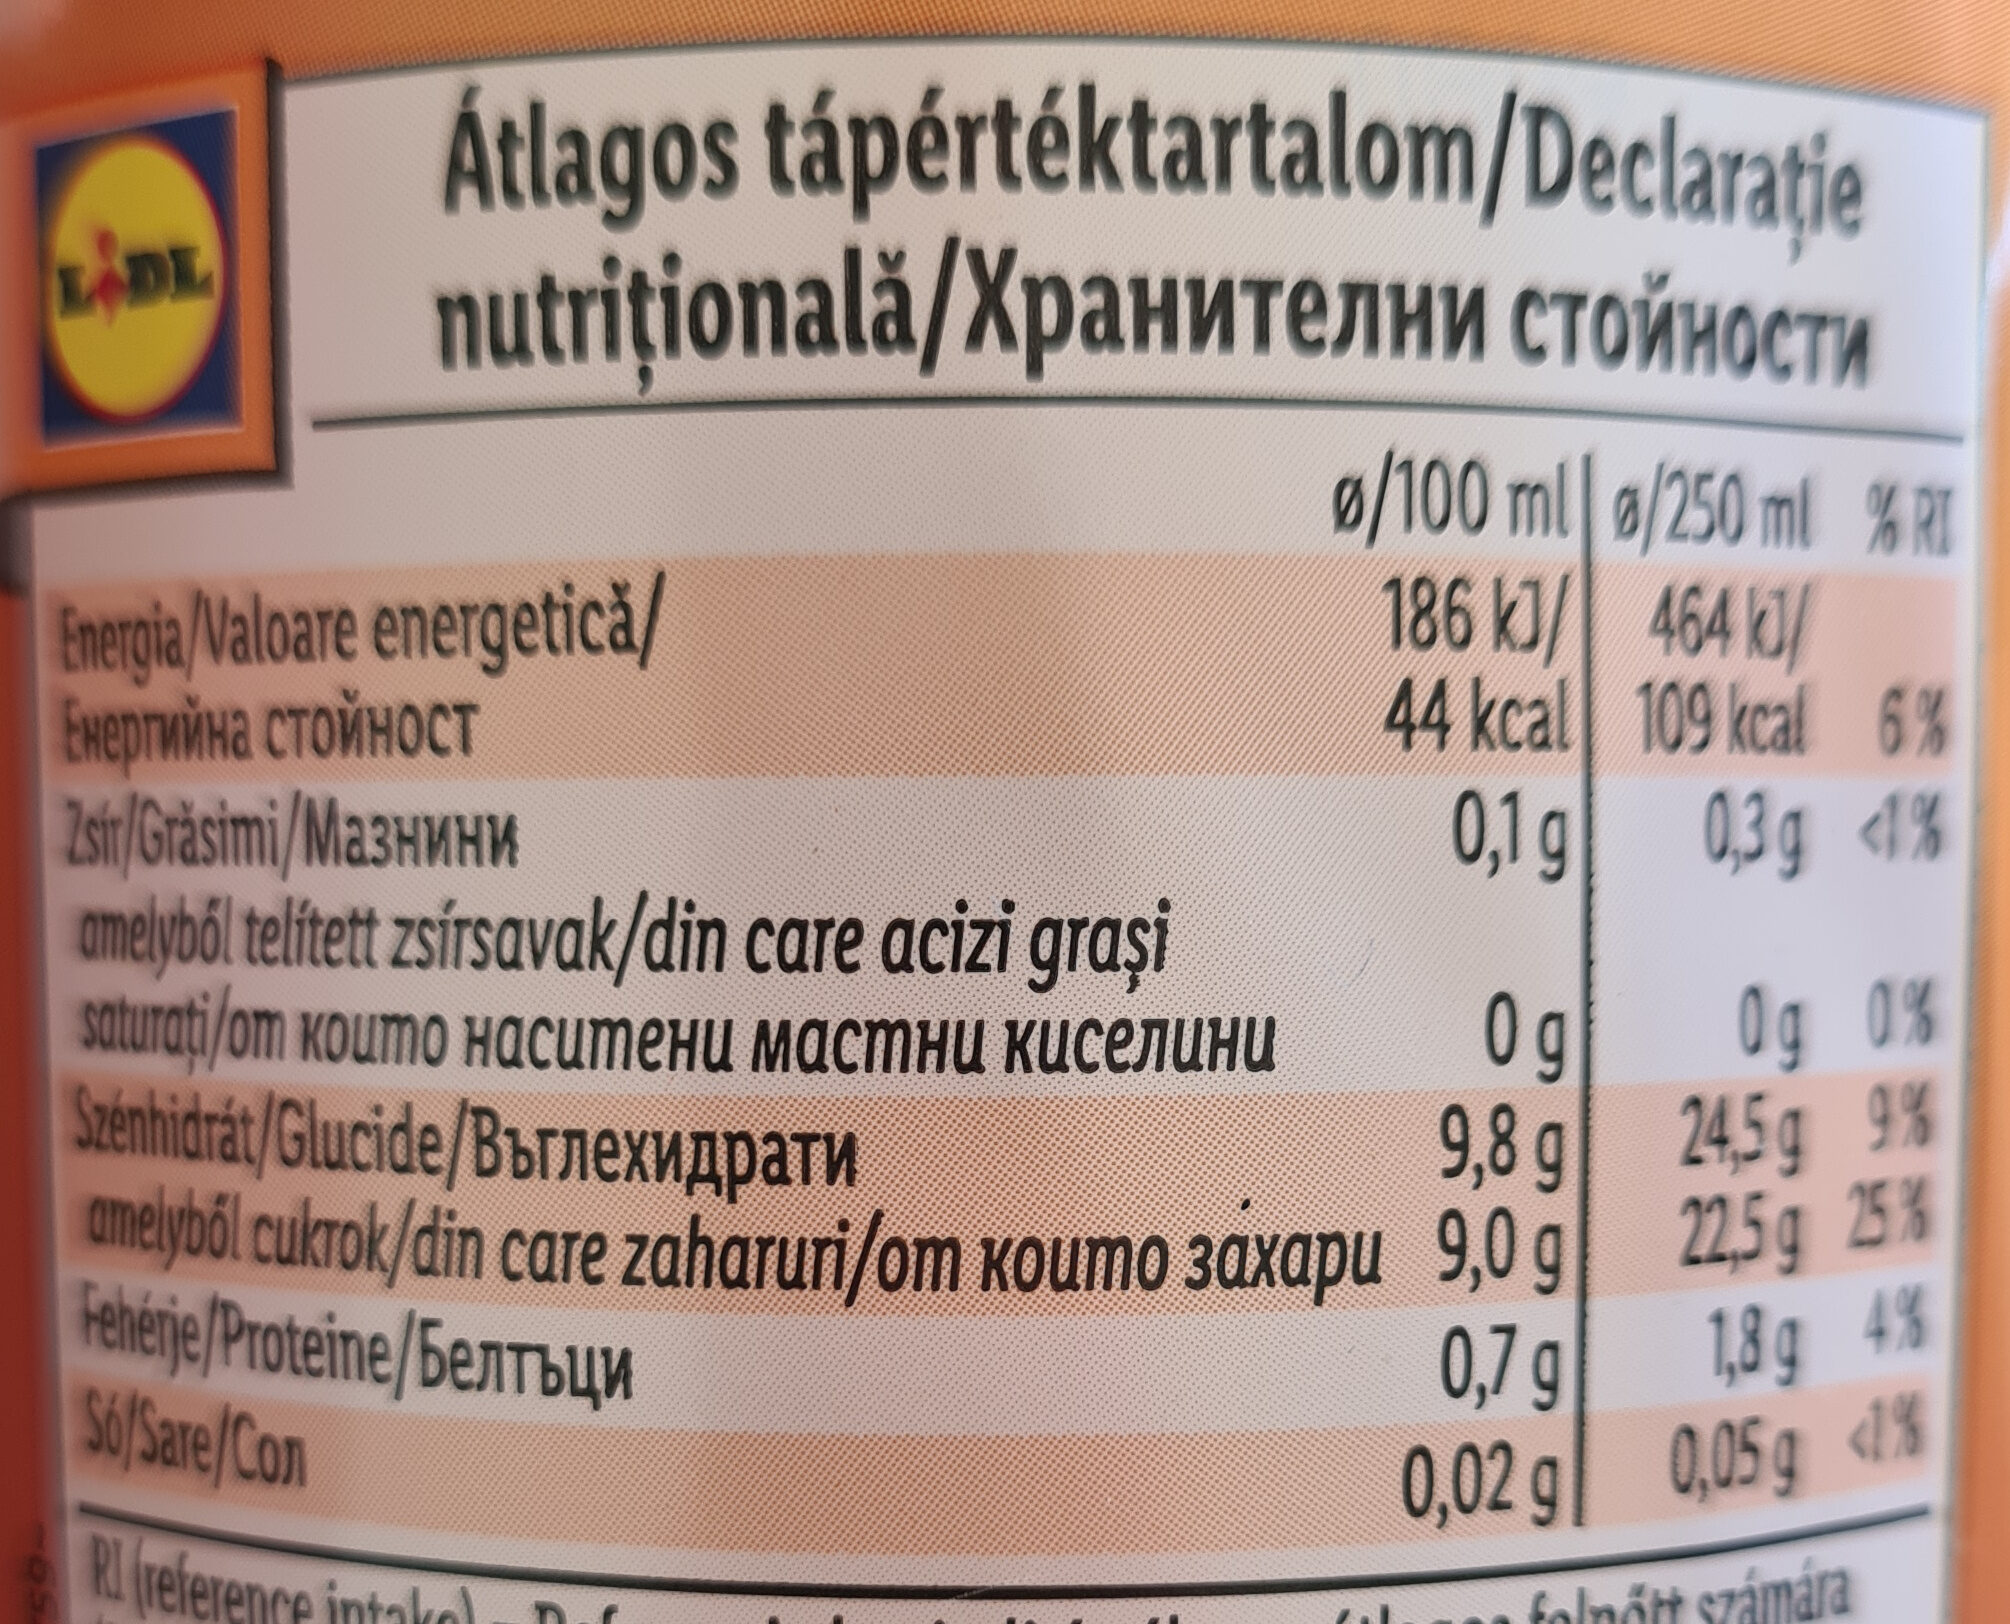 LIDL
Átlagos tápértéktartalom/Declarație
nutrițională/Хранителни стойности
ø/100 ml ø/250 ml % RI
Energia/Valoare energetică/ 186 kJ/ 464 kJ/
Енергийна стойност 44 kcal 109 kcal 6 %
Zsír/Grăsimi/Мазнини 0,1 g 0,3 g <1 %
amelyből telített zsírsavak/din care acizi grași
saturați/от които наситени мастни киселини 0 g 0 g 0 %
Szénhidrát/Glucide/Въглехидрати 9,8 g 24,5 g 9 %
amelyből cukrok/din care zaharuri/от които за́хари 9,0 g 22,5 g 25 %
Fehérje/Proteine/Белтъци 0,7 g 1,8 g 4 %
Só/Sare/Сол 0,02 g 0,05 g <1 %
RI (reference intake) felnőtt számára